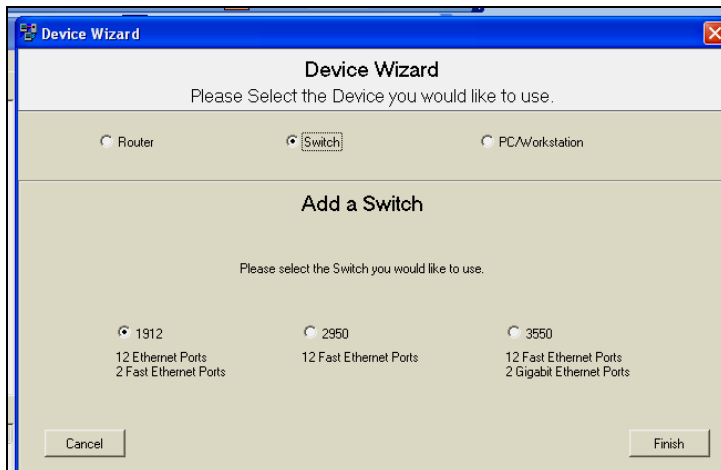 Device Wizard
Device Wizard
Please Select the Device you would like to use.
Router Switch PC/Workstation
Add a Switch
Please select the Switch you would like to use.
1912 2950 3550
12 Ethernet Ports 12 Fast Ethernet Ports 12 Fast Ethernet Ports
2 Fast Ethernet Ports 2 Gigabit Ethernet Ports
Cancel Finish